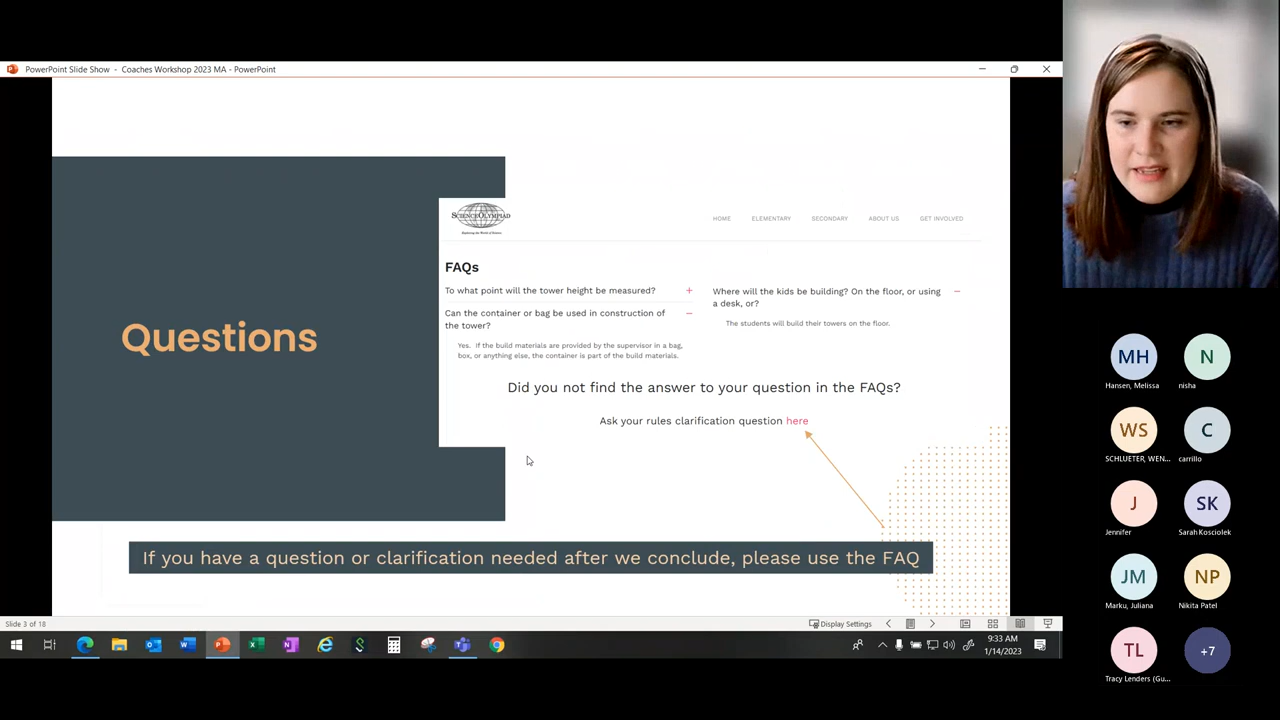 PowerPoint Slide Show - Coaches Workshop 2023 MA - PowerPoint
Questions
SCIENCE OLYMPIAD
Exploring the World of Science
HOME ELEMENTARY SECONDARY ABOUT US GET INVOLVED
FAQs
To what point will the tower height be measured? +
Can the container or bag be used in construction of −
the tower?
Yes. If the build materials are provided by the supervisor in a bag,
box, or anything else, the container is part of the build materials.
Where will the kids be building? On the floor, or using −
a desk, or?
The students will build their towers on the floor.
Did you not find the answer to your question in the FAQs?
Ask your rules clarification question here
If you have a question or clarification needed after we conclude, please use the FAQ
Slide 3 of 18
Display Settings
9:33 AM
1/14/2023
MH
Hansen, Melissa
N
nisha
WS
SCHLUETER, WEN...
C
carrillo
J
Jennifer
SK
Sarah Kosciolek
JM
Marku, Juliana
NP
Nikita Patel
TL
Tracy Lenders (Gu...
+7